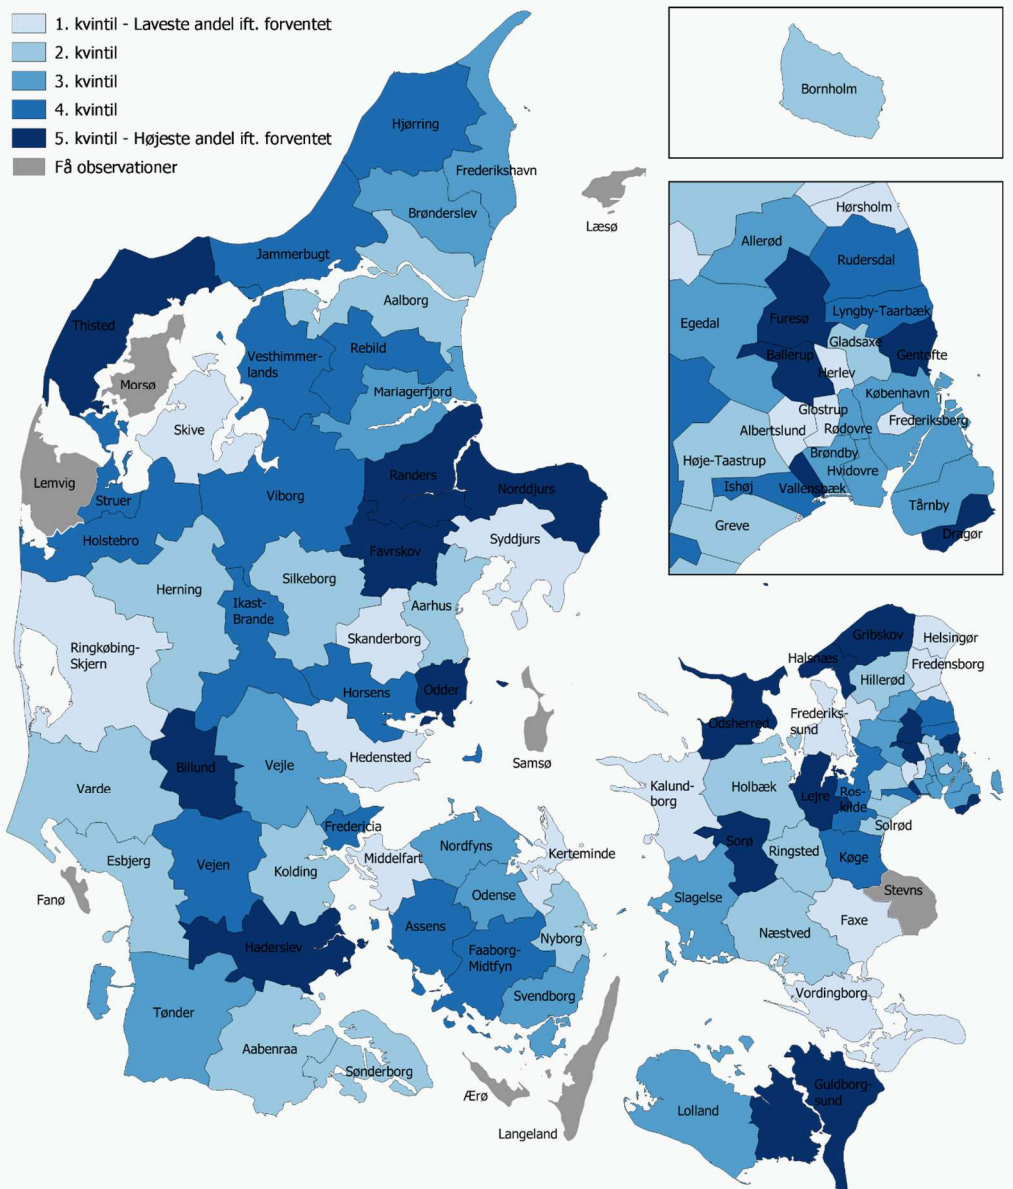 1. kvintil - Laveste andel ift. forventet
2. kvintil
3. kvintil
4. kvintil
5. kvintil - Højeste andel ift. forventet
Få observationer
Hjørring
Frederikshavn
Brønderslev
Læsø
Jammerbugt
Aalborg
Thisted
Morsø
Vesthimmer-
lands
Rebild
Mariagerfjord
Skive
Lemvig
Struer
Viborg
Randers
Norddjurs
Holstebro
Favrskov
Syddjurs
Herning
Silkeborg
Ikast-
Brande
Aarhus
Skanderborg
Ringkøbing-
Skjern
Horsens
Odder
Hedensted
Samsø
Billund
Vejle
Varde
Fredericia
Esbjerg
Vejen
Kolding
Fanø
Haderslev
Tønder
Aabenraa
Sønderborg
Middelfart
Nordfyns
Kerteminde
Odense
Assens
Faaborg-
Midtfyn
Nyborg
Svendborg
Ærø
Langeland
Bornholm
Hørsholm
Allerød
Rudersdal
Egedal
Furesø
Lyngby-Taarbæk
Gladsaxe
Ballerup
Gentofte
Herlev
København
Glostrup
Frederiksberg
Albertslund
Rødovre
Brøndby
Høje-Taastrup
Hvidovre
Ishøj
Vallensbæk
Tårnby
Greve
Dragør
Gribskov
Helsingør
Halsnæs
Fredensborg
Hillerød
Odsherred
Frederiks-
sund
Kalund-
borg
Holbæk
Lejre
Ros-
kilde
Solrød
Sorø
Ringsted
Køge
Slagelse
Stevns
Faxe
Næstved
Vordingborg
Guldborg-
sund
Lolland